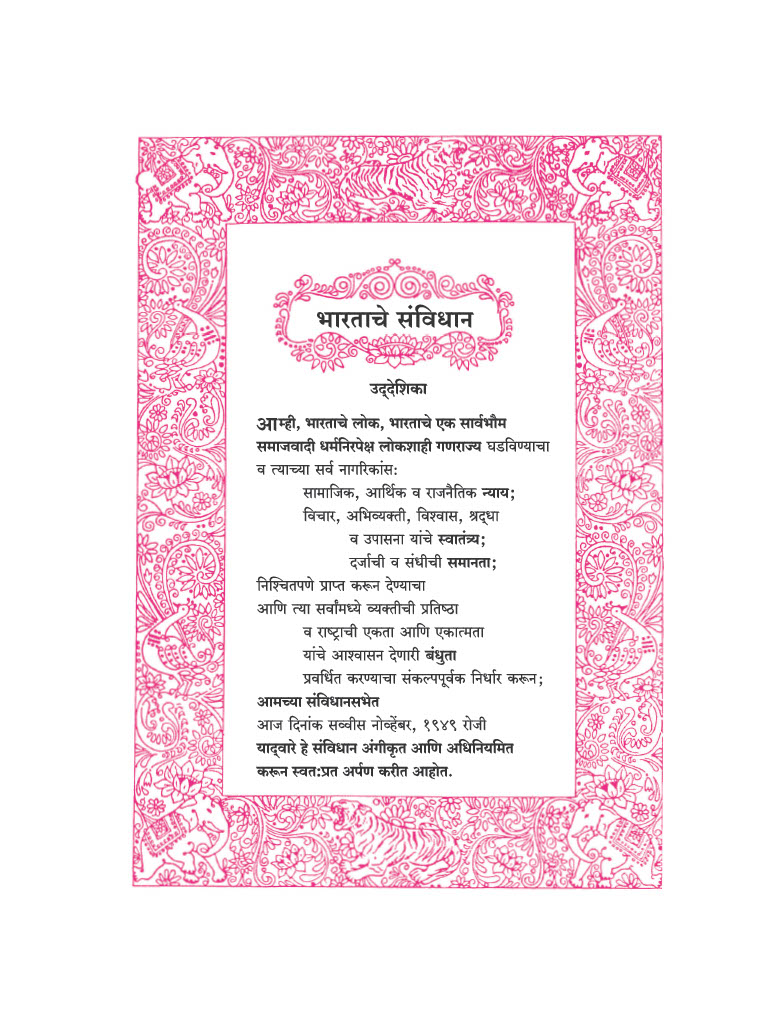 भारताचे संविधान
उद्‌देशिका
आम्ही, भारताचे लोक, भारताचे एक सार्वभौम
समाजवादी धर्मनिरपेक्ष लोकशाही गणराज्य घडविण्याचा
व त्याच्या सर्व नागरिकांस:
सामाजिक, आर्थिक व राजनैतिक न्याय;
विचार, अभिव्यक्ती, विश्वास, श्रद्‌धा
व उपासना यांचे स्वातंत्र्य;
दर्जाची व संधीची समानता;
निश्चितपणे प्राप्त करून देण्याचा
आणि त्या सर्वांमध्ये व्यक्तीची प्रतिष्ठा
व राष्ट्राची एकता आणि एकात्मता
यांचे आश्वासन देणारी बंधुता
प्रवर्धित करण्याचा संकल्पपूर्वक निर्धार करून;
आमच्या संविधानसभेत
आज दिनांक सव्वीस नोव्हेंबर, १९४९ रोजी
याद्‌वारे हे संविधान अंगीकृत आणि अधिनियमित
करून स्वत:प्रत अर्पण करीत आहोत.